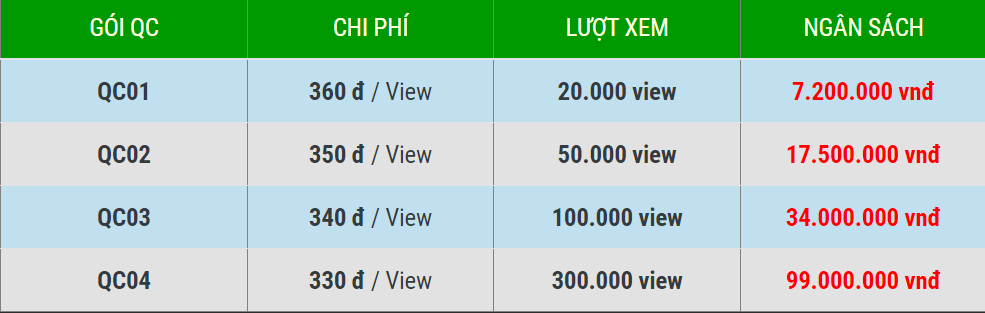 GÓI QC CHI PHÍ LƯỢT XEM NGÂN SÁCH
QC01 360 đ / View 20.000 view 7.200.000 vnđ
QC02 350 đ / View 50.000 view 17.500.000 vnđ
QC03 340 đ / View 100.000 view 34.000.000 vnđ
QC04 330 đ / View 300.000 view 99.000.000 vnđ